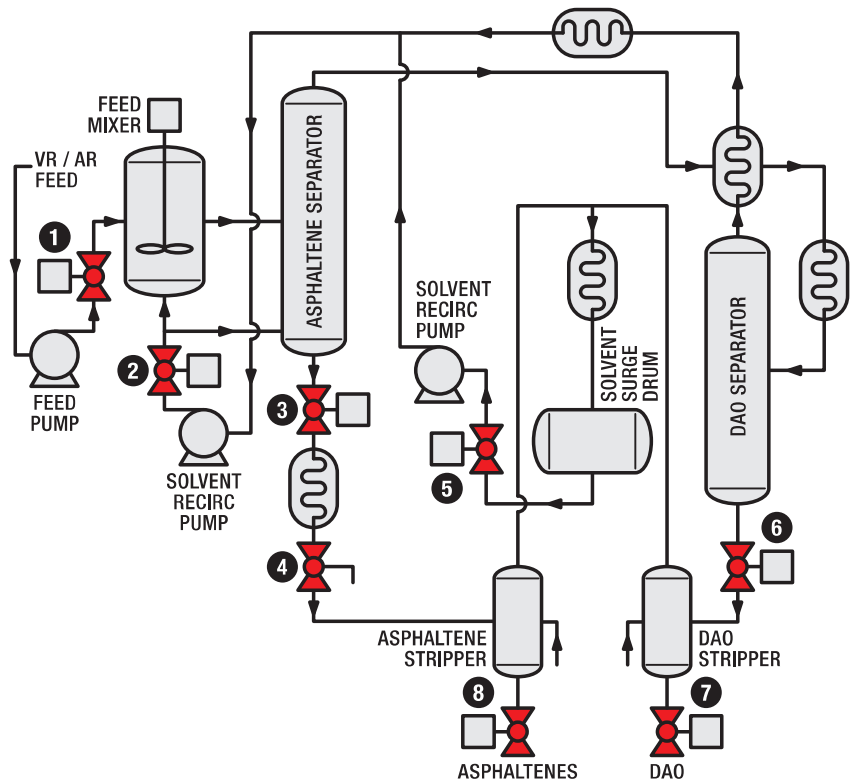 FEED
MIXER
VR / AR
FEED
1
FEED
PUMP
2
SOLVENT
RECIRC
PUMP
ASPHALTENE SEPARATOR
3
4
SOLVENT
RECIRC
PUMP
5
SOLVENT
SURGE
DRUM
DAO SEPARATOR
6
ASPHALTENE
STRIPPER
DAO
STRIPPER
8
7
ASPHALTENES
DAO